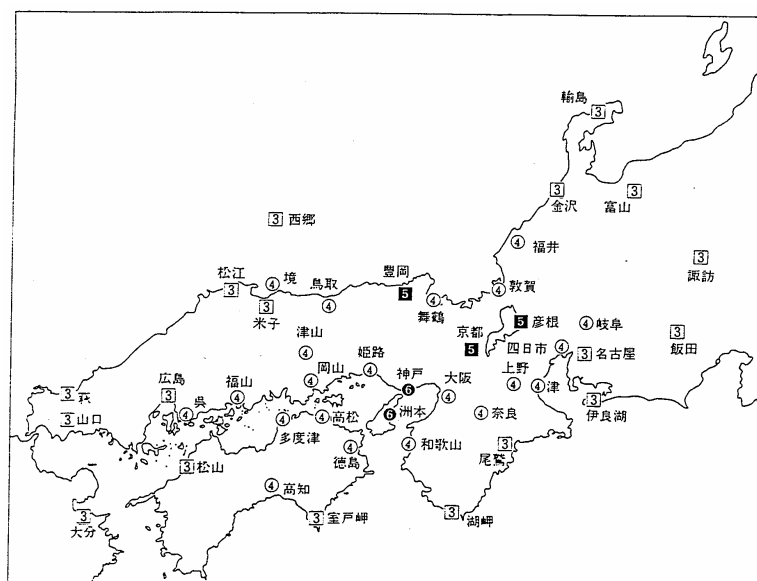 輪島
3
3 金沢
3 富山
3 西郷
4 福井
3 諏訪
松江
3
4 境
鳥取
4
豊岡
5
4 舞鶴
4 敦賀
3 米子
京都
5
5 彦根
4 岐阜
3 飯田
四日市 4
3 名古屋
津山
4
岡山
4
姫路
4
神戸
6
大阪
4
上野
4
4 津
3 伊良湖
3 萩
3 山口
広島
3
4 呉
福山
4
4 多度津
4 高松
6 洲本
4 奈良
4 和歌山
尾鷲 3
徳島 4
3 松山
4 高知
3 室戸岬
3 潮岬
3 大分